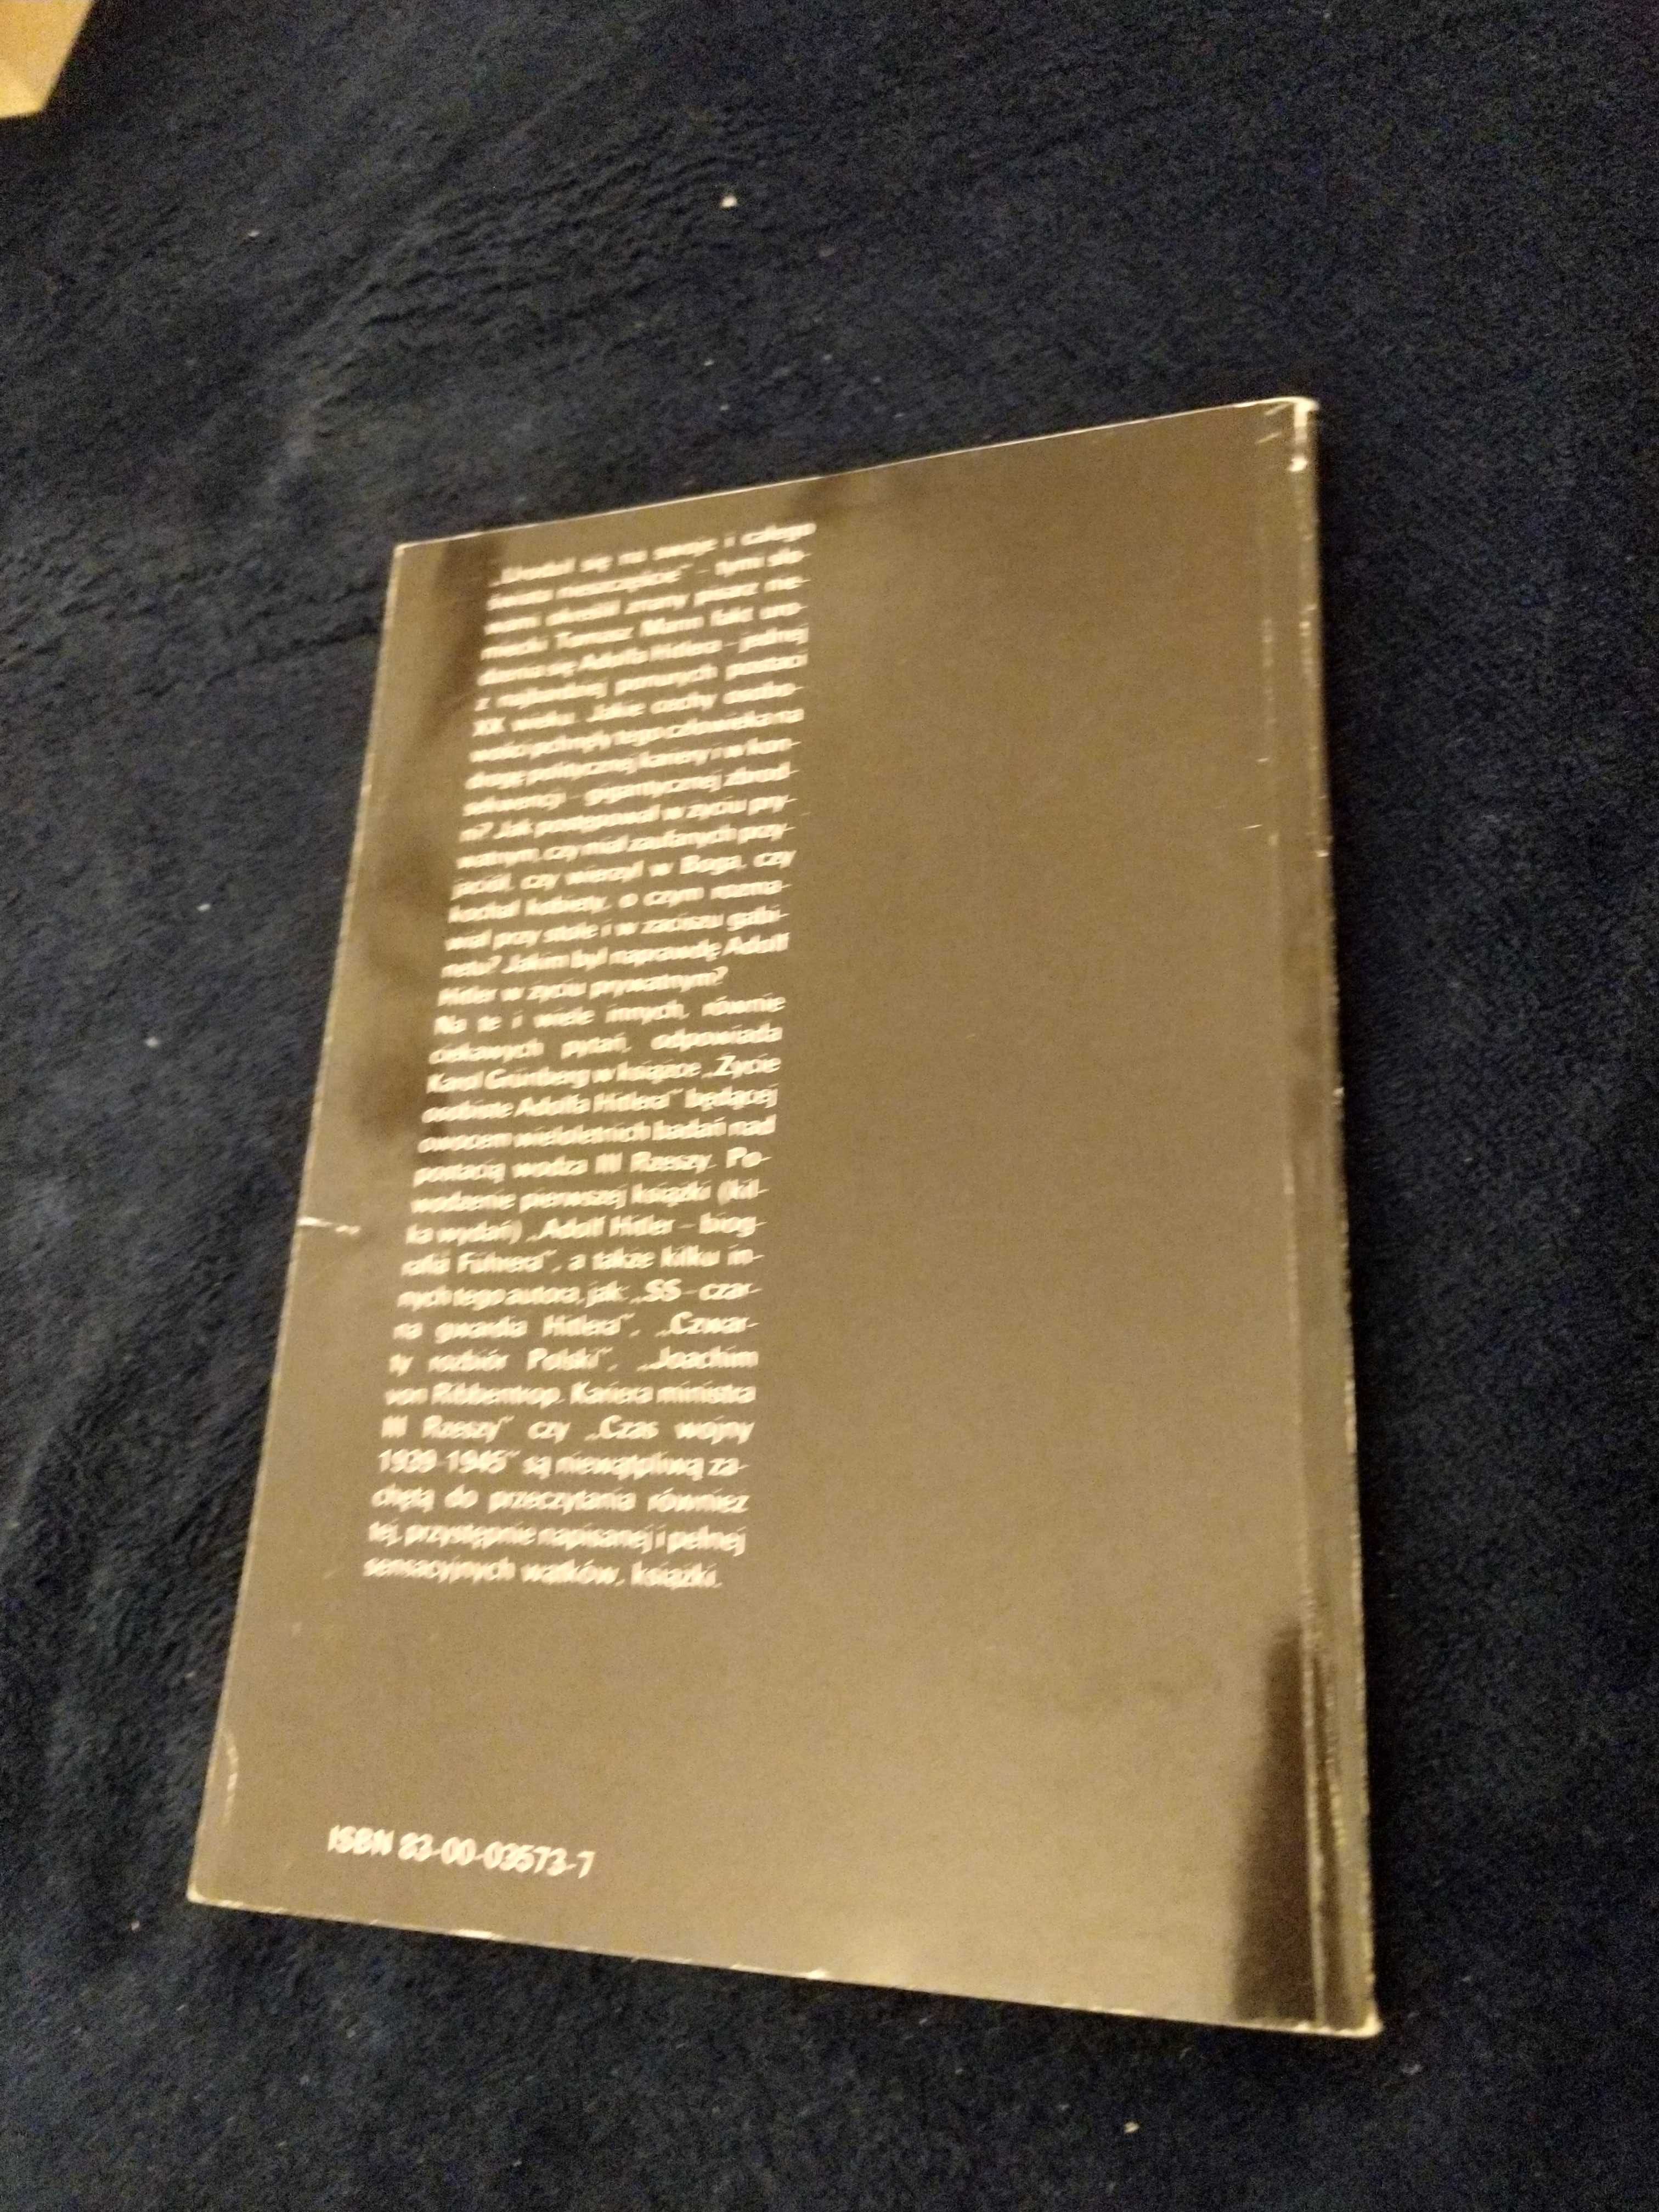 „Urodził się na swoje i całego
świata nieszczęście” – tym sło-
wem określił znany pisarz nie-
miecki Tomasz Mann fakt uro-
dzenia się Adolfa Hitlera – jednej
z najbardziej ponurych postaci
XX wieku. Jakie cechy osobo-
wości pchnęły tego człowieka na
drogę politycznej kariery i w kon-
sekwencji – gigantycznej zbrod-
ni? Jak postępował w życiu pry-
watnym, czy miał zaufanych przy-
jaciół, czy wierzył w Boga, czy
kochał kobiety, o czym rozma-
wiał przy stole i w zaciszu gabi-
netu? Jakim był naprawdę Adolf
Hitler w życiu prywatnym?
Na te i wiele innych, równie
ciekawych pytań, odpowiada
Karol Grünberg w książce „Życie
osobiste Adolfa Hitlera” będącej
owocem wieloletnich badań nad
postacią wodza III Rzeszy. Po-
wodzenie pierwszej książki (kil-
ka wydań) „Adolf Hitler – biog-
rafia Führera”, a także kilku in-
nych tego autora, jak: „SS – czar-
na gwardia Hitlera”, „Czwar-
ty rozbiór Polski”, „Joachim
von Ribbentrop. Kariera ministra
III Rzeszy” czy „Czas wojny
1939-1945” są niewątpliwą za-
chętą do przeczytania również
tej, przystępnie napisanej i pełnej
sensacyjnych wątków, książki.
ISBN 83-00-03573-7